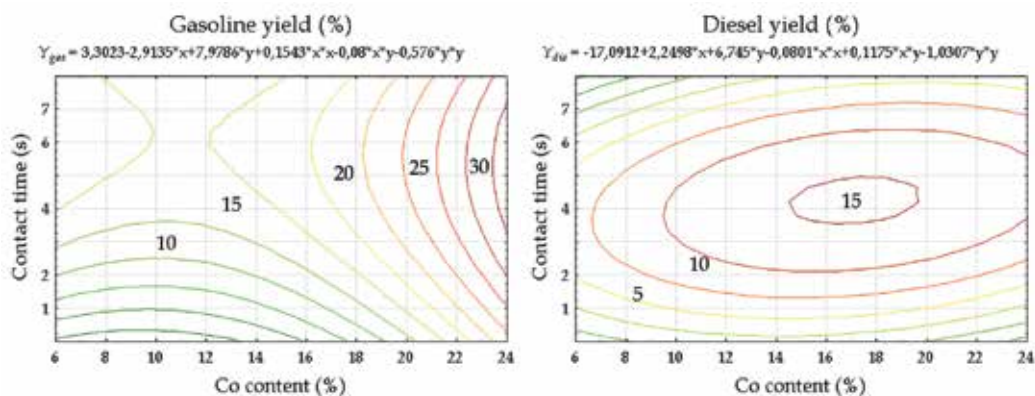 Gasoline yield (%)
Y_gas = 3,3023-2,9135*x+7,9786*y+0,1543*x*x-0,08*x*y-0,576*y*y
7
6
4
2
1
Contact time (s)
10
15
20
25
30
6 8 10 12 14 16 18 20 22 24
Co content (%)
Diesel yield (%)
Y_die = -17,0912+2,2498*x+6,745*y-0,0801*x*x+0,1175*x*y-1,0307*y*y
7
6
4
2
1
Contact time (s)
15
10
5
6 8 10 12 14 16 18 20 22 24
Co content (%)